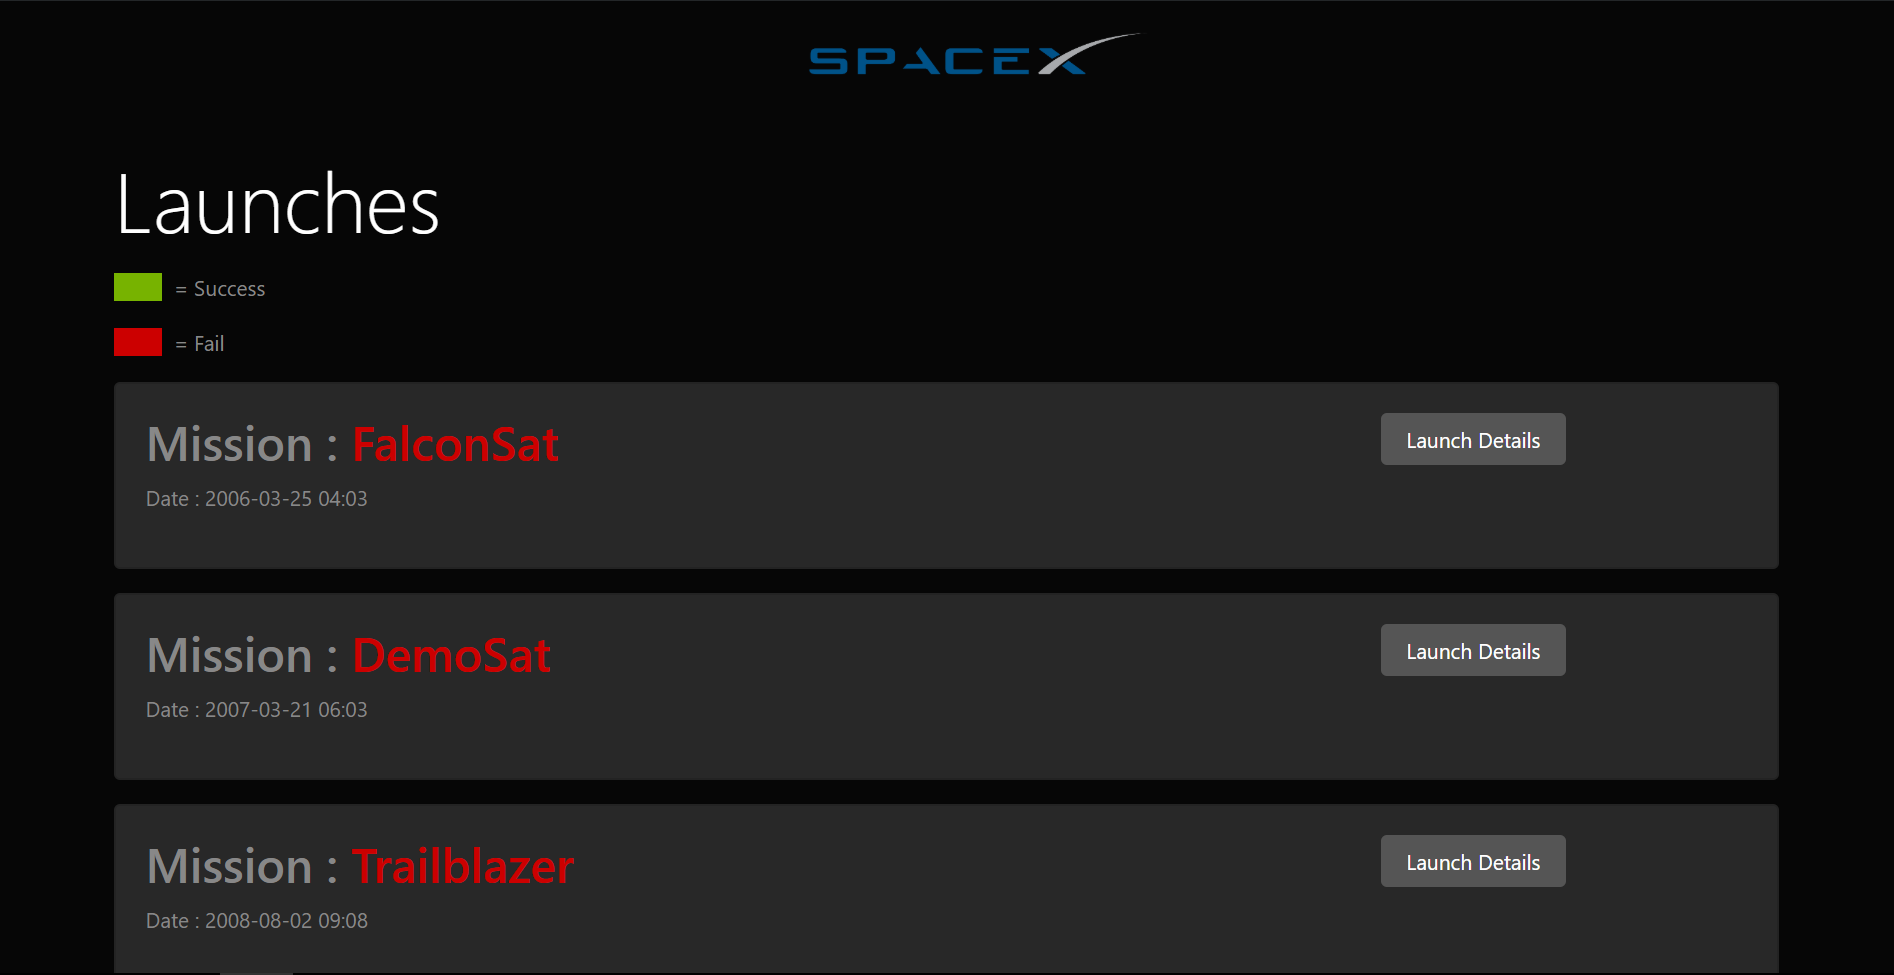 SPACEX
Launches
= Success
= Fail
Mission : FalconSat
Launch Details
Date : 2006-03-25 04:03
Mission : DemoSat
Launch Details
Date : 2007-03-21 06:03
Mission : Trailblazer
Launch Details
Date : 2008-08-02 09:08